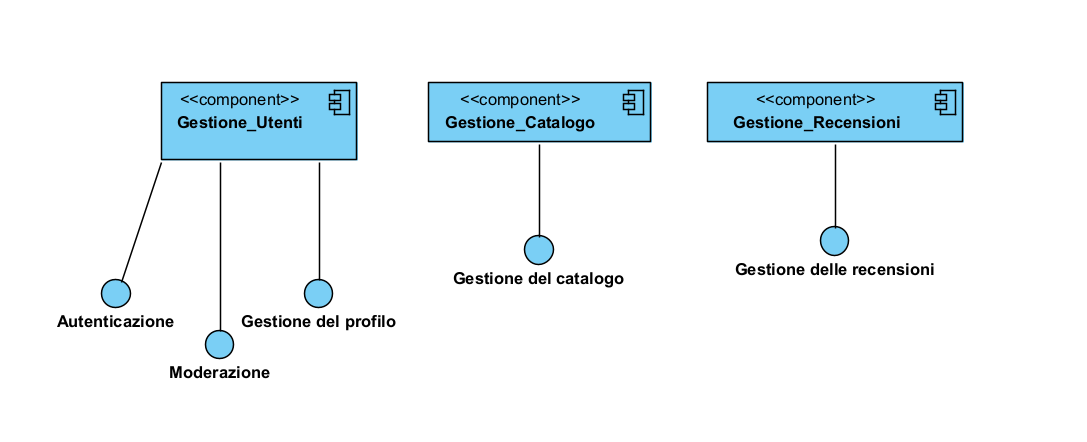 <<component>>
Gestione_Utenti
<<component>>
Gestione_Catalogo
<<component>>
Gestione_Recensioni
Autenticazione
Moderazione
Gestione del profilo
Gestione del catalogo
Gestione delle recensioni